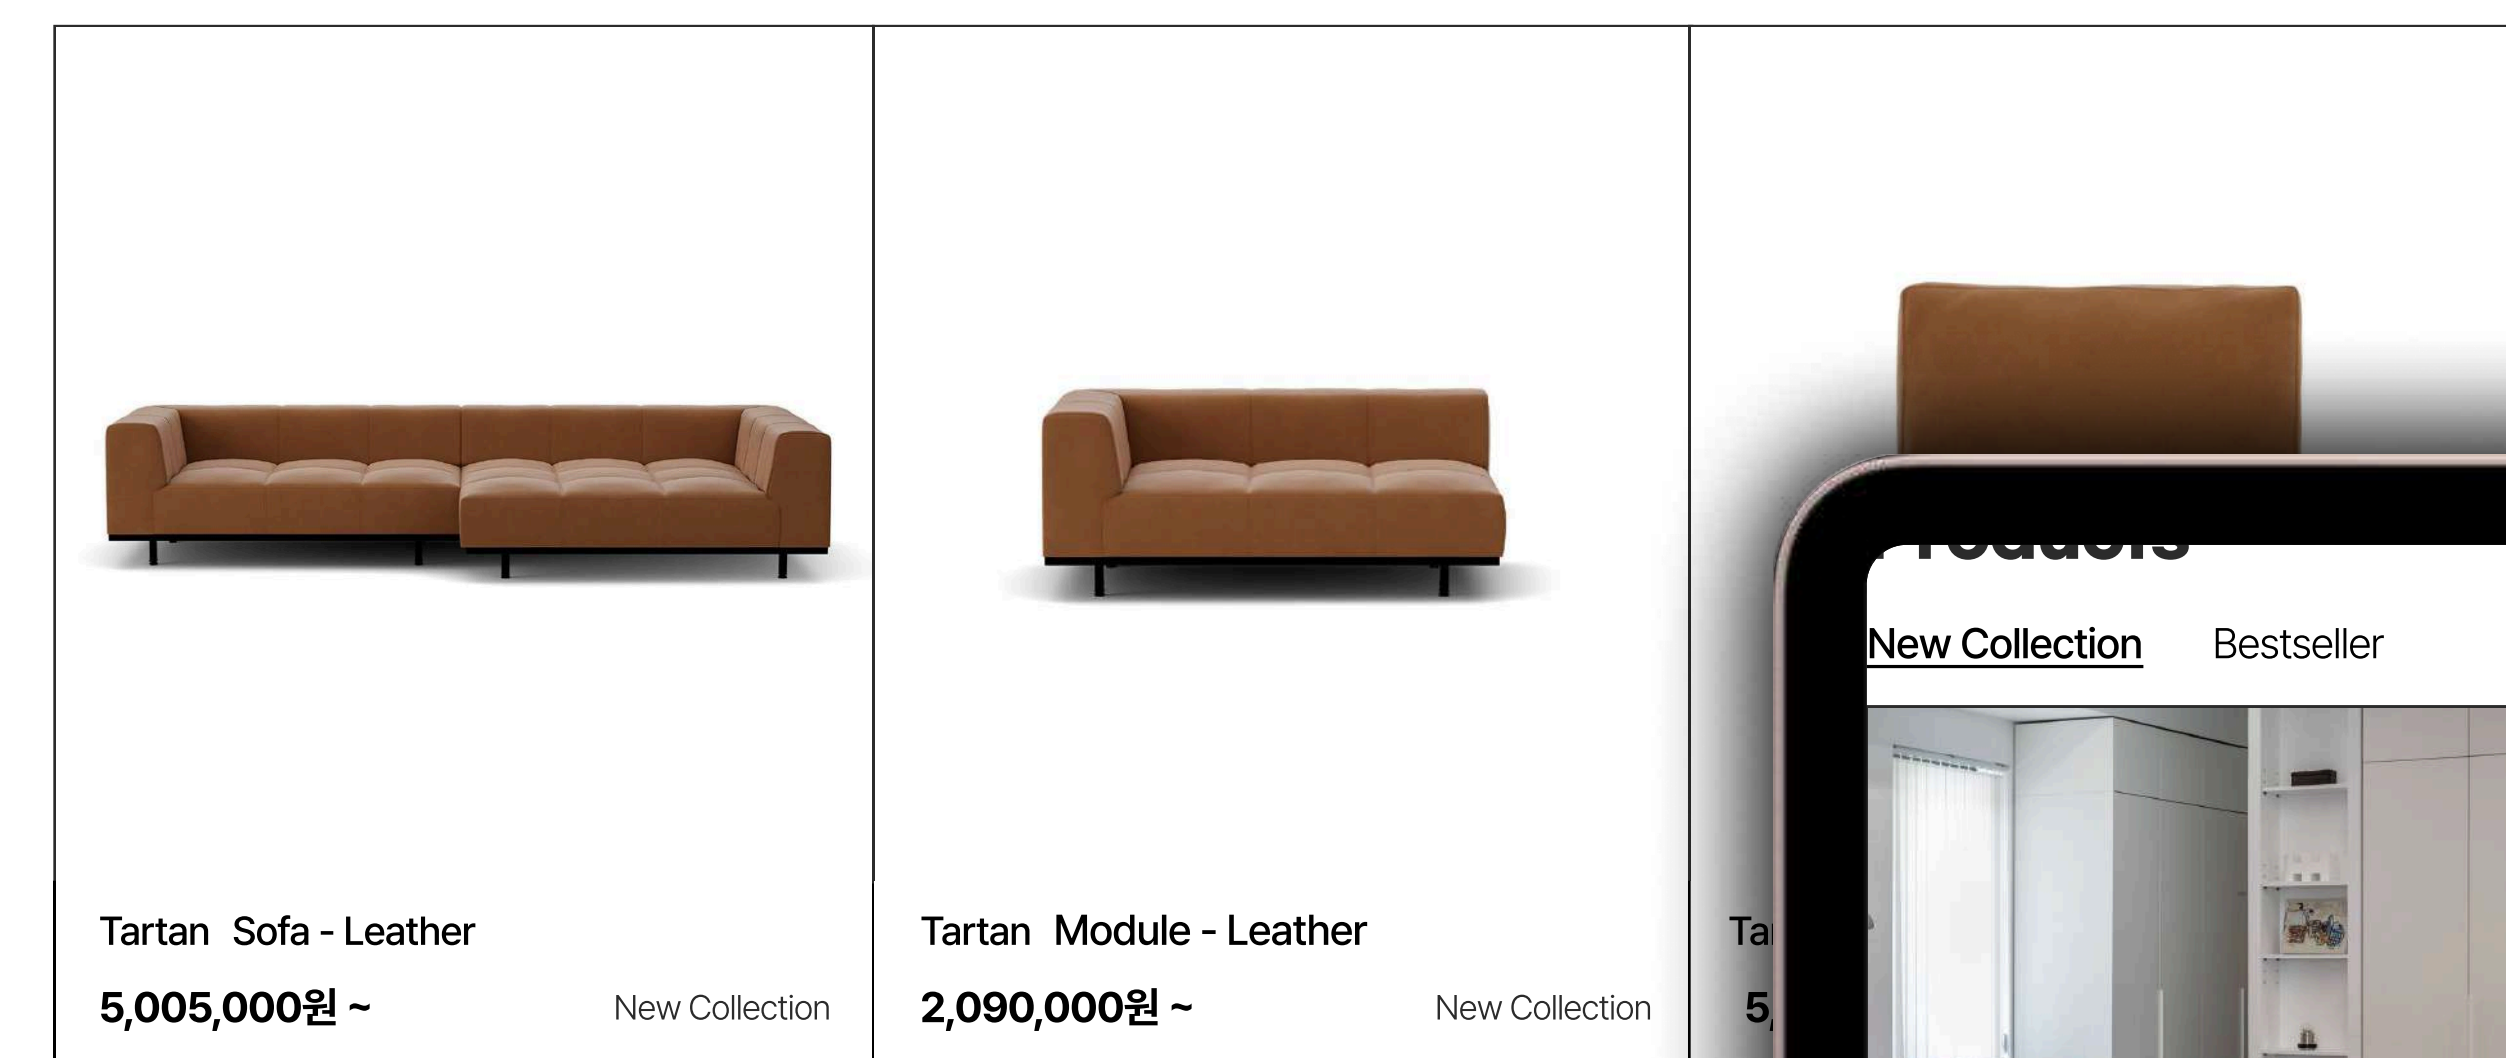 Tartan Sofa - Leather
5,005,000원 ~
New Collection
Tartan Module - Leather
2,090,000원 ~
New Collection
Products
New Collection
Bestseller